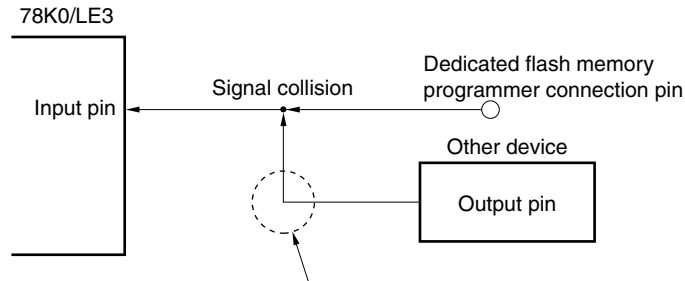 78K0/LE3
Input pin
Signal collision
Dedicated flash memory
programmer connection pin
Other device
Output pin